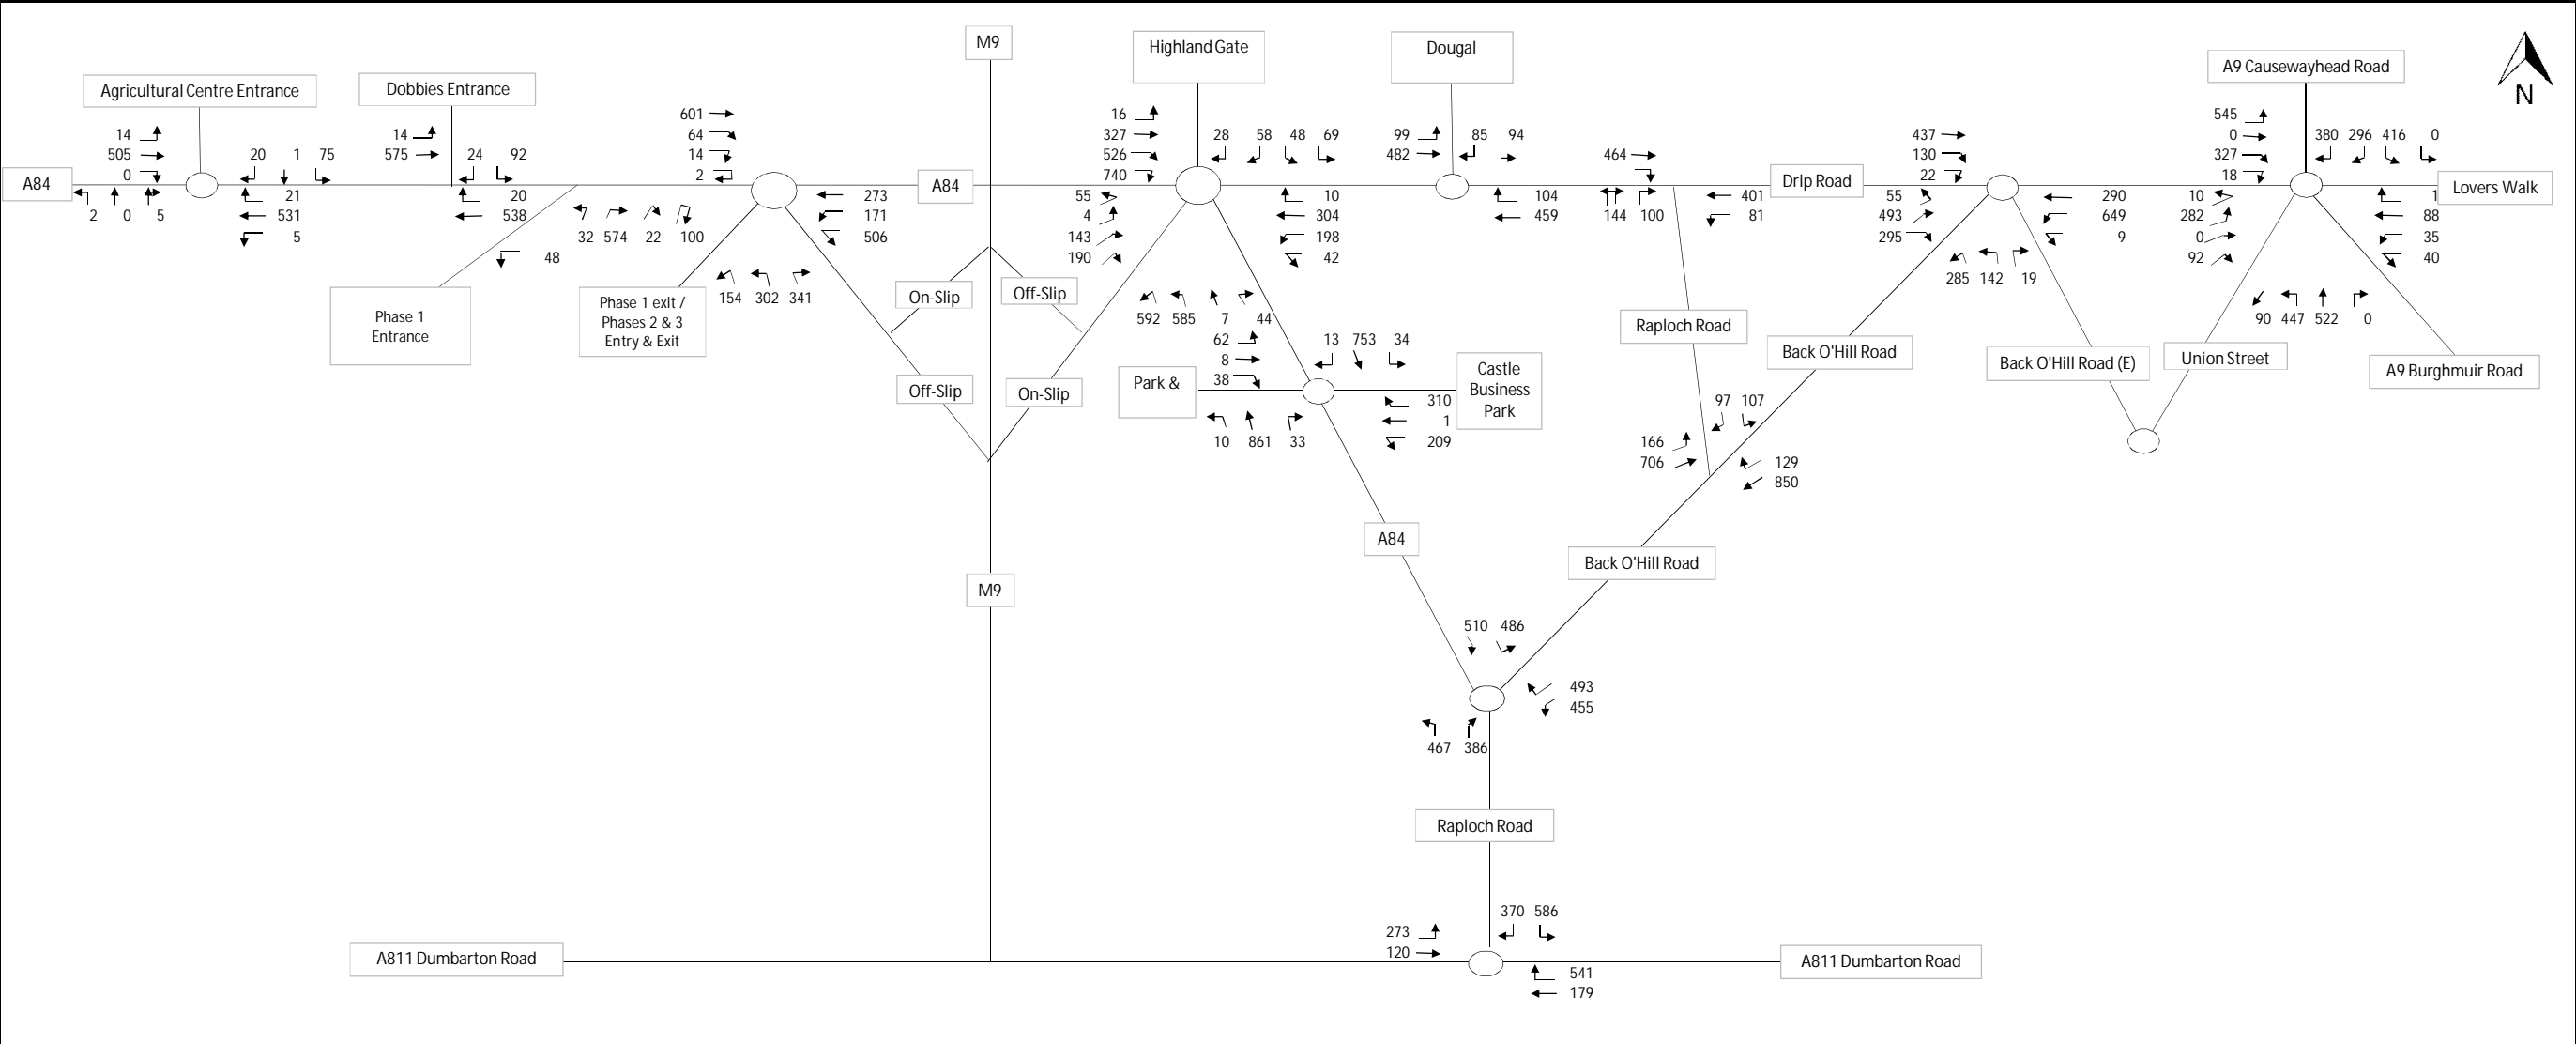 M9
Highland Gate
Dougal
A9 Causewayhead Road
N
Agricultural Centre Entrance
Dobbies Entrance
14
505
0
20 1 75
14
575
24 92
601
64
14
2
16
327
526
740
28 58 48 69
99
482
85 94
464
437
130
22
545
0
327
18
380 296 416 0
A84
2 0 5
21
531
5
20
538
32 574 22 100
48
273
171
506
A84
55
4
143
190
10
304
198
42
104
459
144 100
401
81
Drip Road
55
493
295
290
649
9
10
282
0
92
1
88
35
40
Lovers Walk
154 302 341
285 142 19
Phase 1
Entrance
Phase 1 exit /
Phases 2 & 3
Entry & Exit
On-Slip
Off-Slip
592 585 7 44
90 447 522 0
62
8
38
13 753 34
Raploch Road
Back O'Hill Road
Back O'Hill Road (E)
Union Street
A9 Burghmuir Road
Off-Slip
On-Slip
Park &
Castle
Business
Park
10 861 33
310
1
209
97 107
166
706
129
850
A84
Back O'Hill Road
M9
510 486
493
455
467 386
Raploch Road
370 586
273
120
A811 Dumbarton Road
A811 Dumbarton Road
541
179